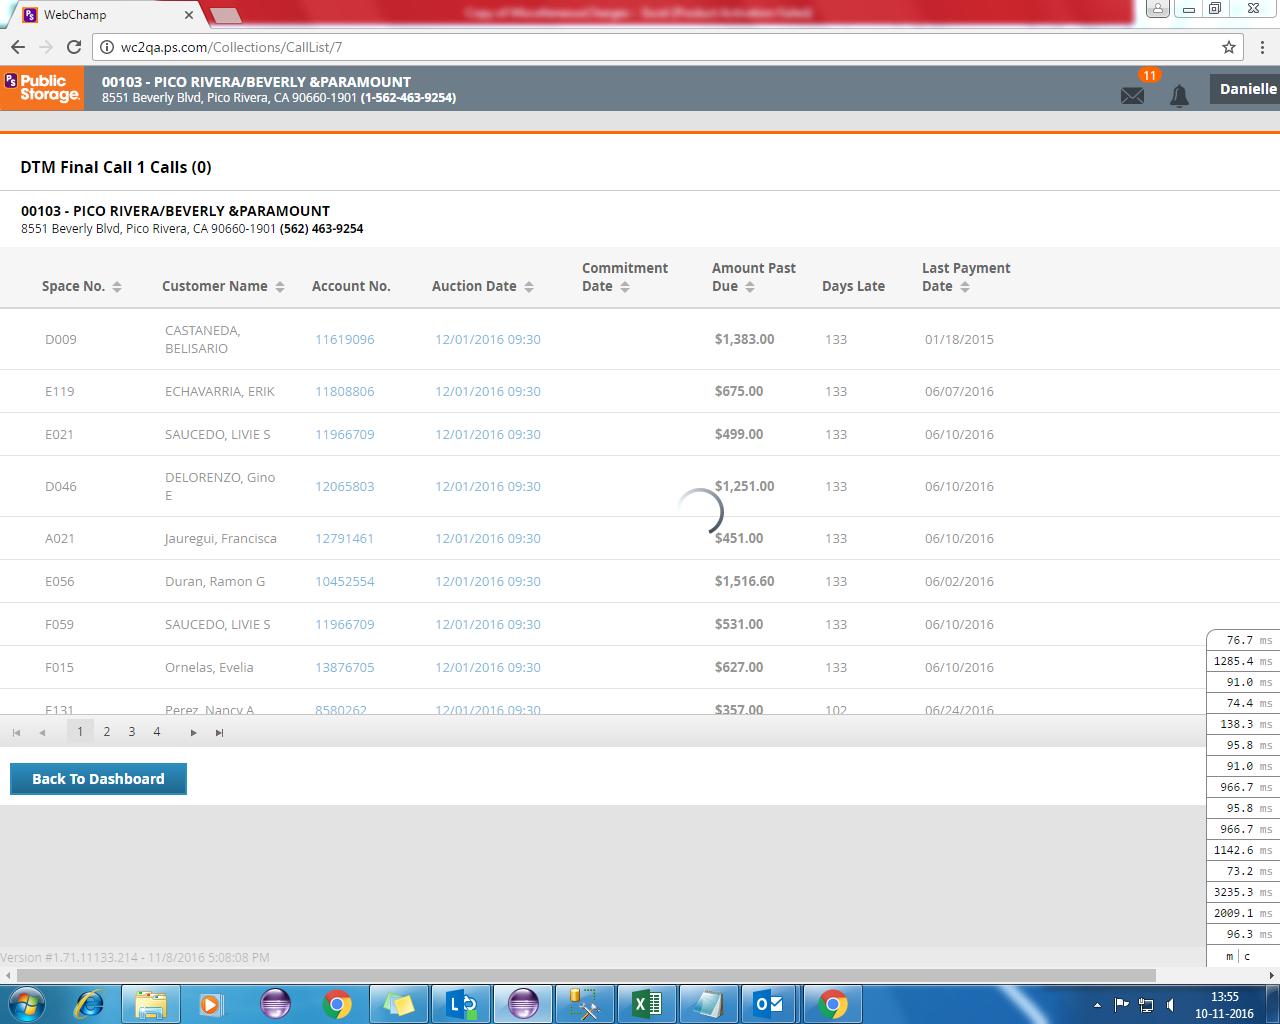 WebChamp
Copy of MiscellaneousCharges - Excel (Product Activation Failed)
wc2qa.ps.com/Collections/CallList/7
PS Public Storage.
00103 - PICO RIVERA/BEVERLY &PARAMOUNT
8551 Beverly Blvd, Pico Rivera, CA 90660-1901 (1-562-463-9254)
11
Danielle
DTM Final Call 1 Calls (0)
00103 - PICO RIVERA/BEVERLY &PARAMOUNT
8551 Beverly Blvd, Pico Rivera, CA 90660-1901 (562) 463-9254
Space No. Customer Name Account No. Auction Date Commitment Date Amount Past Due Days Late Last Payment Date
D009 CASTANEDA, BELISARIO 11619096 12/01/2016 09:30 $1,383.00 133 01/18/2015
E119 ECHAVARRIA, ERIK 11808806 12/01/2016 09:30 $675.00 133 06/07/2016
E021 SAUCEDO, LIVIE S 11966709 12/01/2016 09:30 $499.00 133 06/10/2016
D046 DELORENZO, Gino E 12065803 12/01/2016 09:30 $1,251.00 133 06/10/2016
A021 Jauregui, Francisca 12791461 12/01/2016 09:30 $451.00 133 06/10/2016
E056 Duran, Ramon G 10452554 12/01/2016 09:30 $1,516.60 133 06/02/2016
F059 SAUCEDO, LIVIE S 11966709 12/01/2016 09:30 $531.00 133 06/10/2016
F015 Ornelas, Evelia 13876705 12/01/2016 09:30 $627.00 133 06/10/2016
E131 Perez, Nancy A 8580262 12/01/2016 09:30 $357.00 102 06/24/2016
1 2 3 4
Back To Dashboard
76.7 ms
1285.4 ms
91.0 ms
74.4 ms
138.3 ms
95.8 ms
91.0 ms
966.7 ms
95.8 ms
966.7 ms
1142.6 ms
73.2 ms
3235.3 ms
2009.1 ms
96.3 ms
m | c
Version #1.71.11133.214 - 11/8/2016 5:08:08 PM
13:55
10-11-2016